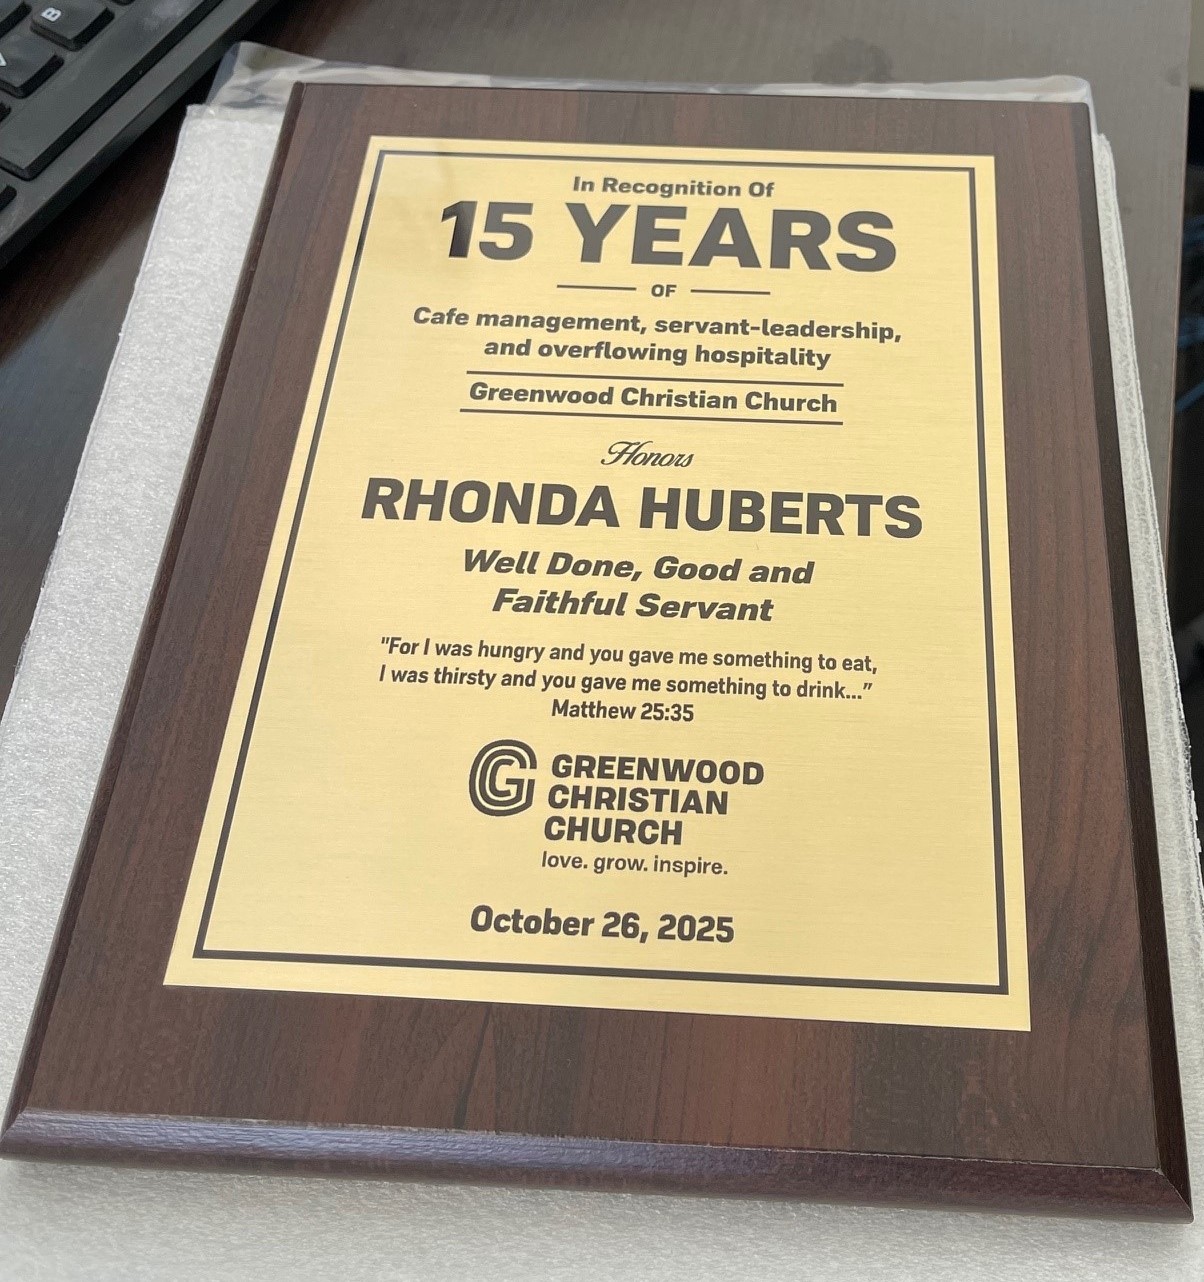 B
In Recognition Of
15 YEARS
OF
Cafe management, servant-leadership,
and overflowing hospitality
Greenwood Christian Church
Honors
RHONDA HUBERTS
Well Done, Good and
Faithful Servant
"For I was hungry and you gave me something to eat,
I was thirsty and you gave me something to drink...”
Matthew 25:35
G GREENWOOD
CHRISTIAN
CHURCH
love. grow. inspire.
October 26, 2025